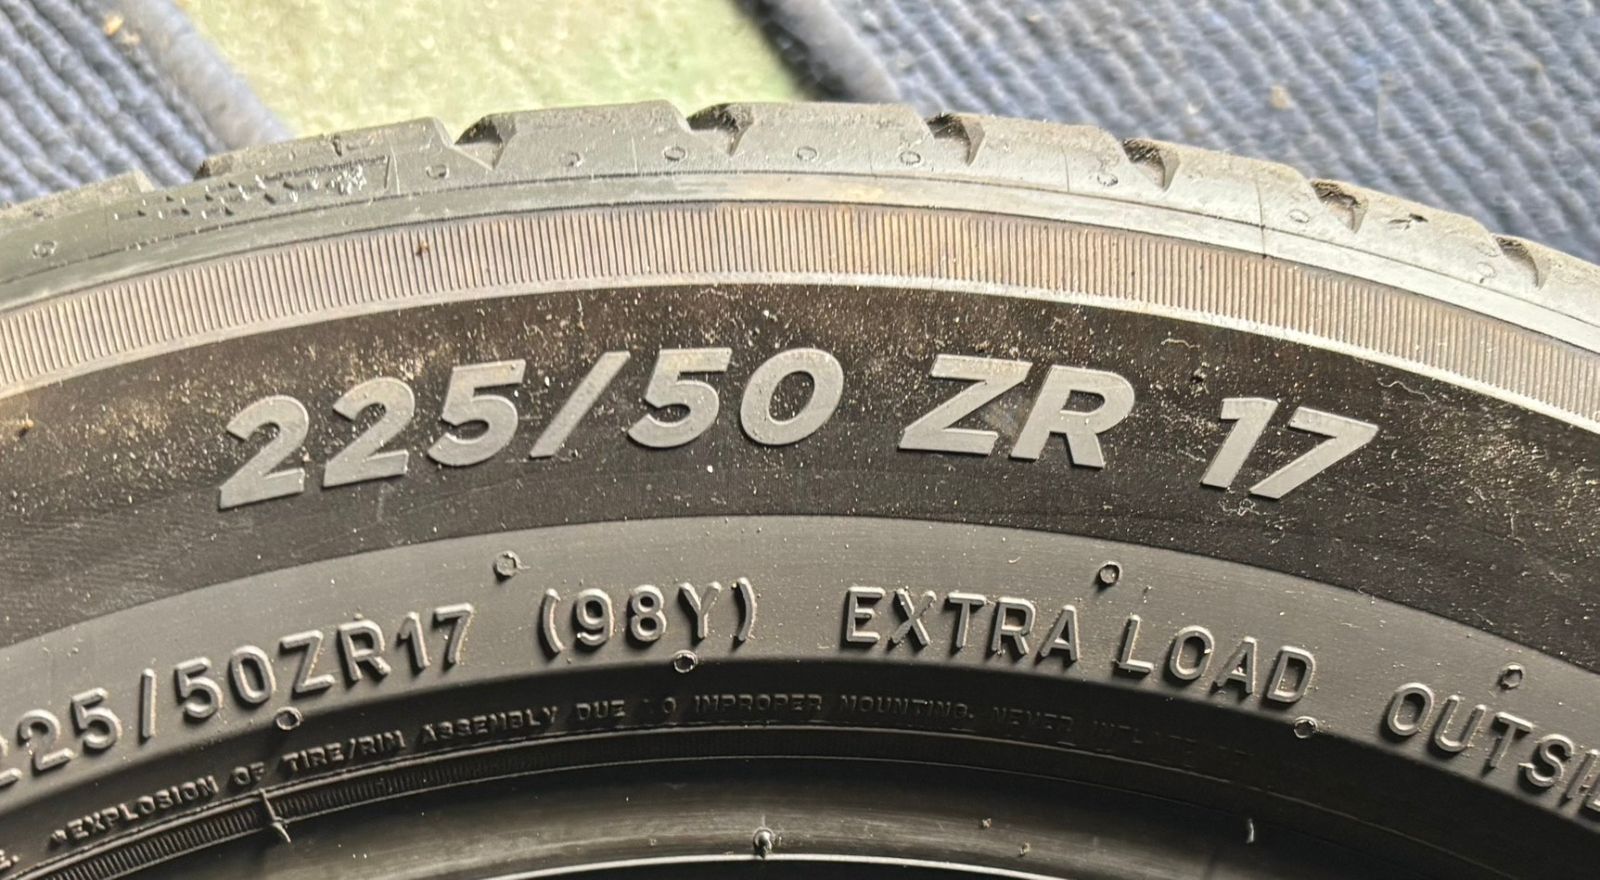 225/50 ZR 17
225/50ZR17 (98Y) EXTRA LOAD
EXPLOSION OF TIRE/RIM ASSEMBLY DUE TO IMPROPER MOUNTING. NEVER